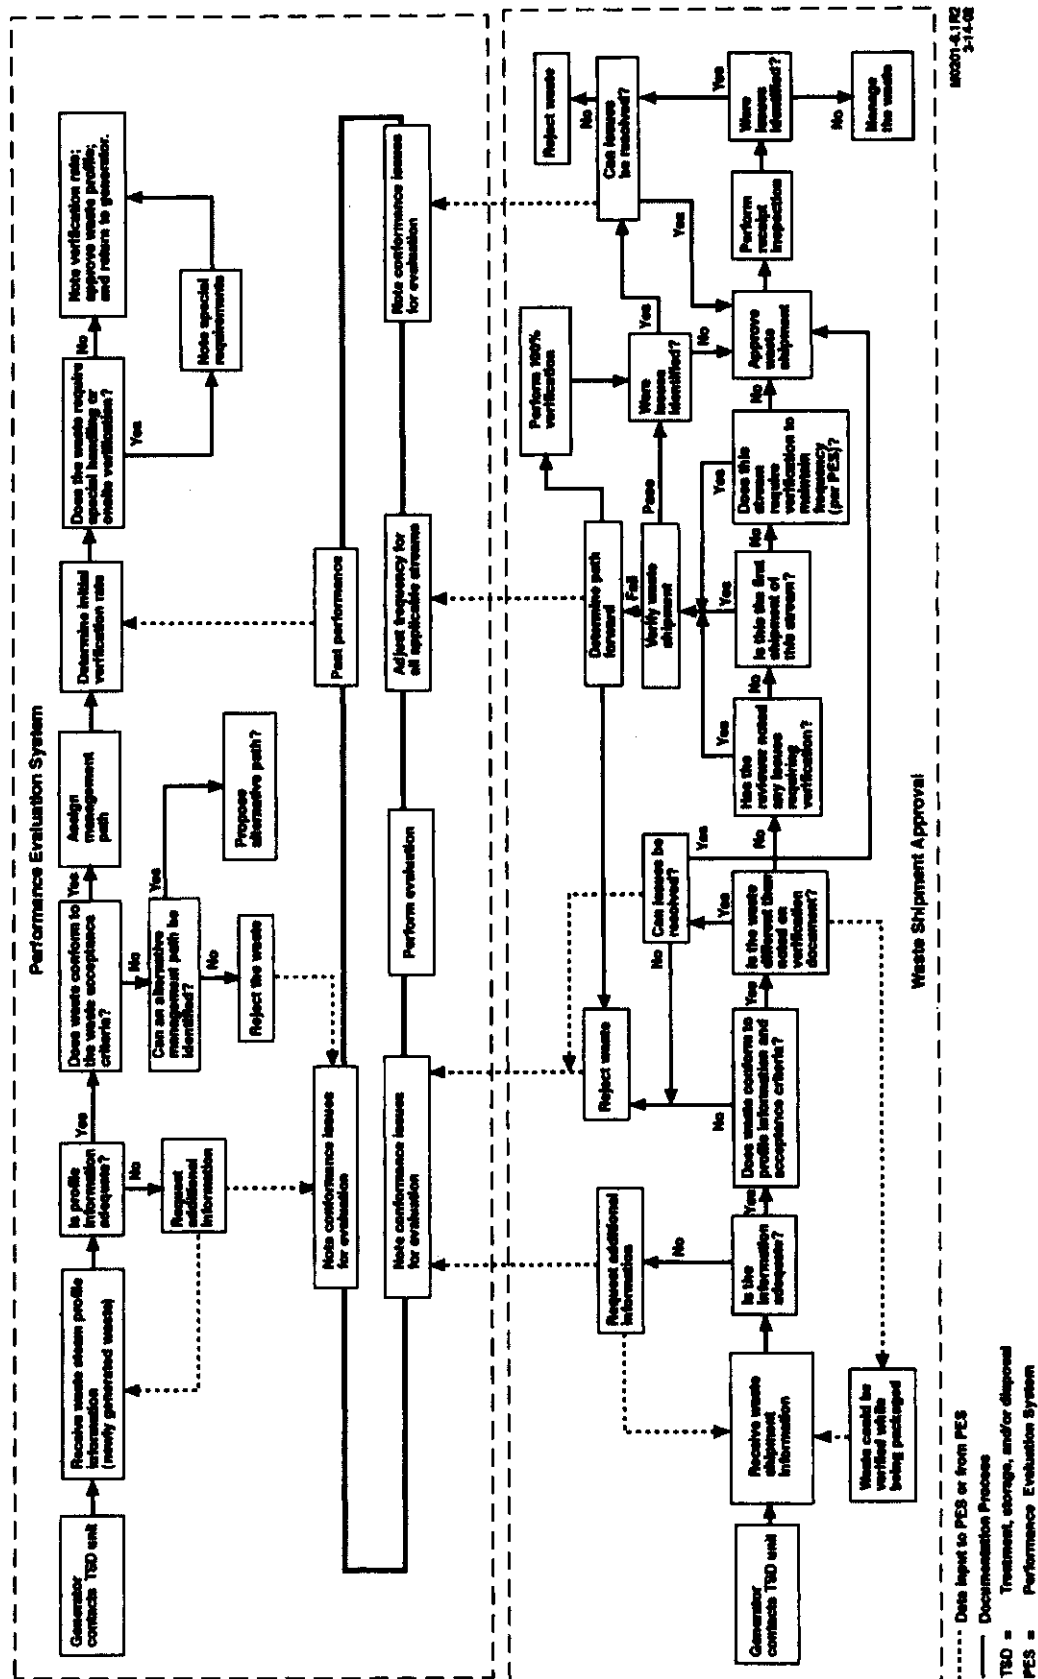 Performance Evaluation System
Generator
contacts TSD unit
Receive waste steam profile
information
(newly generated waste)
Is profile
information
adequate?
Yes
No
Request
additional
information
Does waste conform to
the waste acceptance
criteria?
Yes
No
Can an alternative
management path be
identified?
Yes
No
Reject the waste
Propose
alternative path?
Assign
management
path
Determine initial
verification rate
Does the waste require
special handling or
onsite verification?
No
Yes
Note special
requirements
Note verification rate;
approve waste profile;
and return to generator.
Note conformance issues
for evaluation
Past performance
Note conformance issues
for evaluation
Perform evaluation
Adjust frequency for
all applicable streams
Note conformance issues
for evaluation
Waste Shipment Approval
Generator
contacts TSD unit
Receive waste
shipment
information
Waste could be
verified while
being packaged
Is the
information
adequate?
No
Yes
Request additional
information
Does waste conform to
profile information and
acceptance criteria?
No
Yes
Reject waste
Is the waste
different than
noted on
verification
document?
Yes
No
Can issues be
resolved?
No
Yes
Has the
reviewer noted
any issues
requiring
verification?
Yes
No
Is this the first
shipment of
this stream?
Yes
No
Does this
stream
require
verification to
maintain
frequency
(per PES)?
Yes
No
Verify waste
shipment
Fail
Pass
Determine path
forward
Perform 100%
verification
Were
issues
identified?
Yes
No
Approve
waste
shipment
Perform
receipt
inspection
Were
issues
identified?
Yes
No
Can issues
be resolved?
No
Yes
Reject waste
Manage
the waste
Data input to PES or from PES
Documentation Process
TSD = Treatment, storage, and/or disposal
PES = Performance Evaluation System
M0201-6.1R2
3-14-02